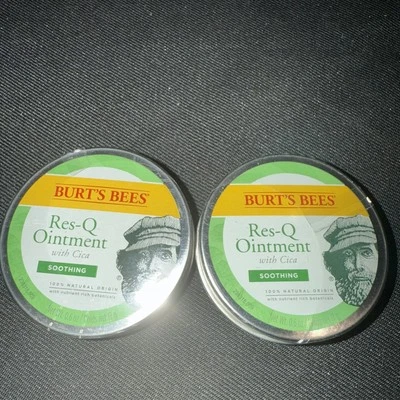 BURT'S BEES
Res-Q
Ointment
with Cica
SOOTHING
100% NATURAL ORIGIN
BURT'S BEES
Res-Q
Ointment
with Cica
SOOTHING
100% NATURAL ORIGIN